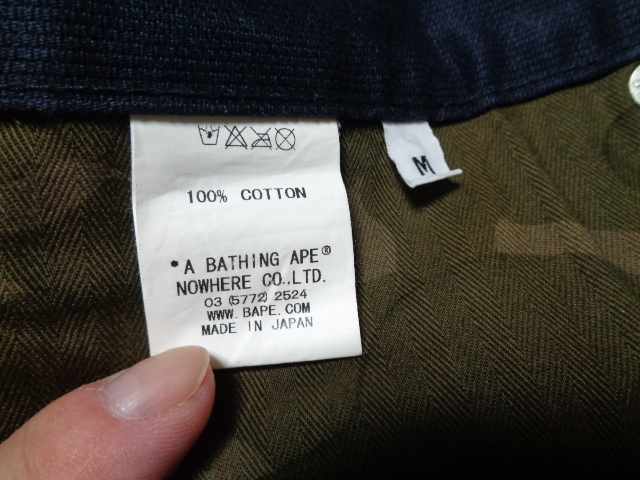 100% COTTON
*A BATHING APE®
NOWHERE CO.,LTD.
03 (5772) 2524
WWW.BAPE.COM
MADE IN JAPAN
M